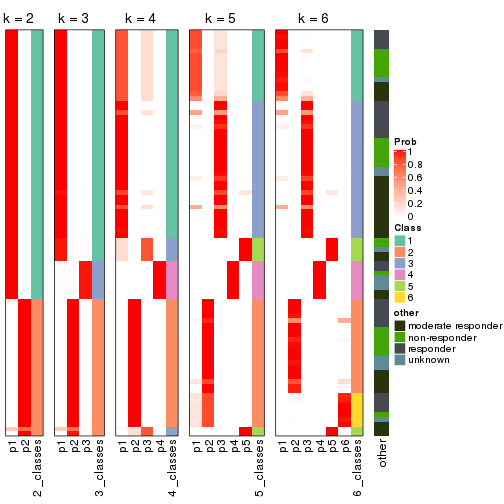 k = 2 k = 3 k = 4 k = 5 k = 6
Prob
1
0.8
0.6
0.4
0.2
0
Class
1
2
3
4
5
6
other
moderate responder
non-responder
responder
unknown
p1 p2 2_classes p1 p2 p3 3_classes p1 p2 p3 p4 4_classes p1 p2 p3 p4 p5 5_classes p1 p2 p3 p4 p5 p6 6_classes other